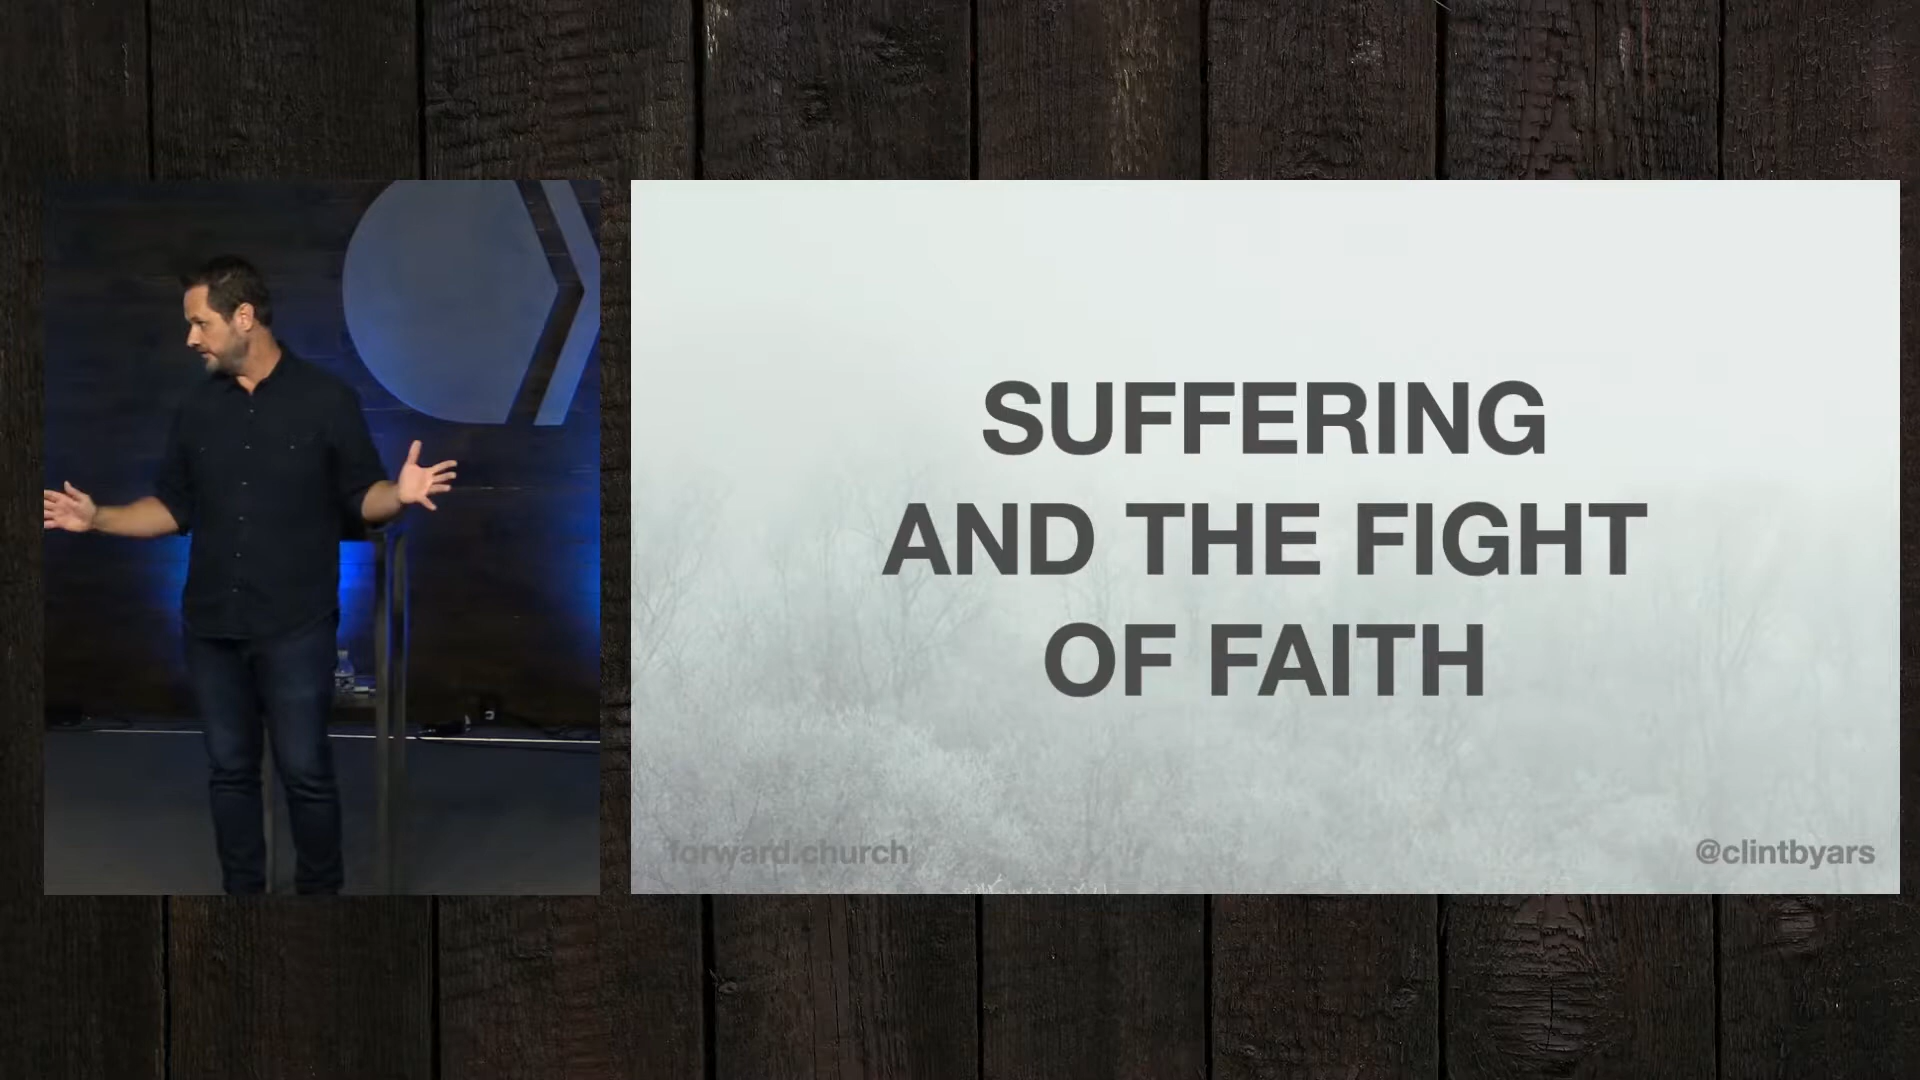 SUFFERING
AND THE FIGHT
OF FAITH
forward.church
@clintbyars